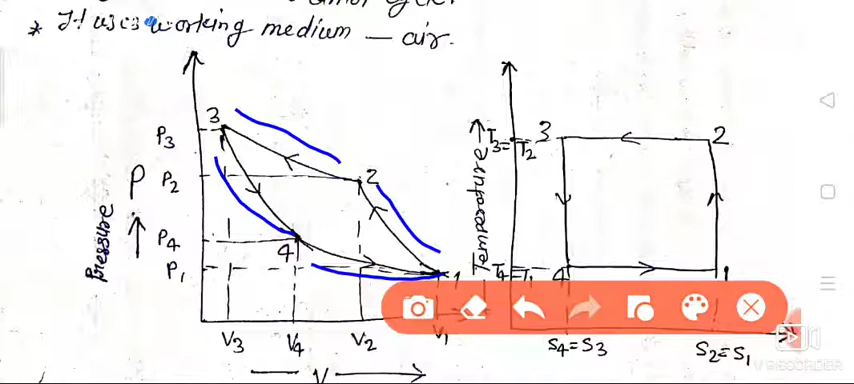 * It uses working medium — air.
3
P3
P2
P
P4
P1
Pressure
2
4
1
V3 V4 V2 V1
V
Temperature
T3=T2
3 2
T4=T1
4 1
S4=S3
S2=S1
V RECORDER